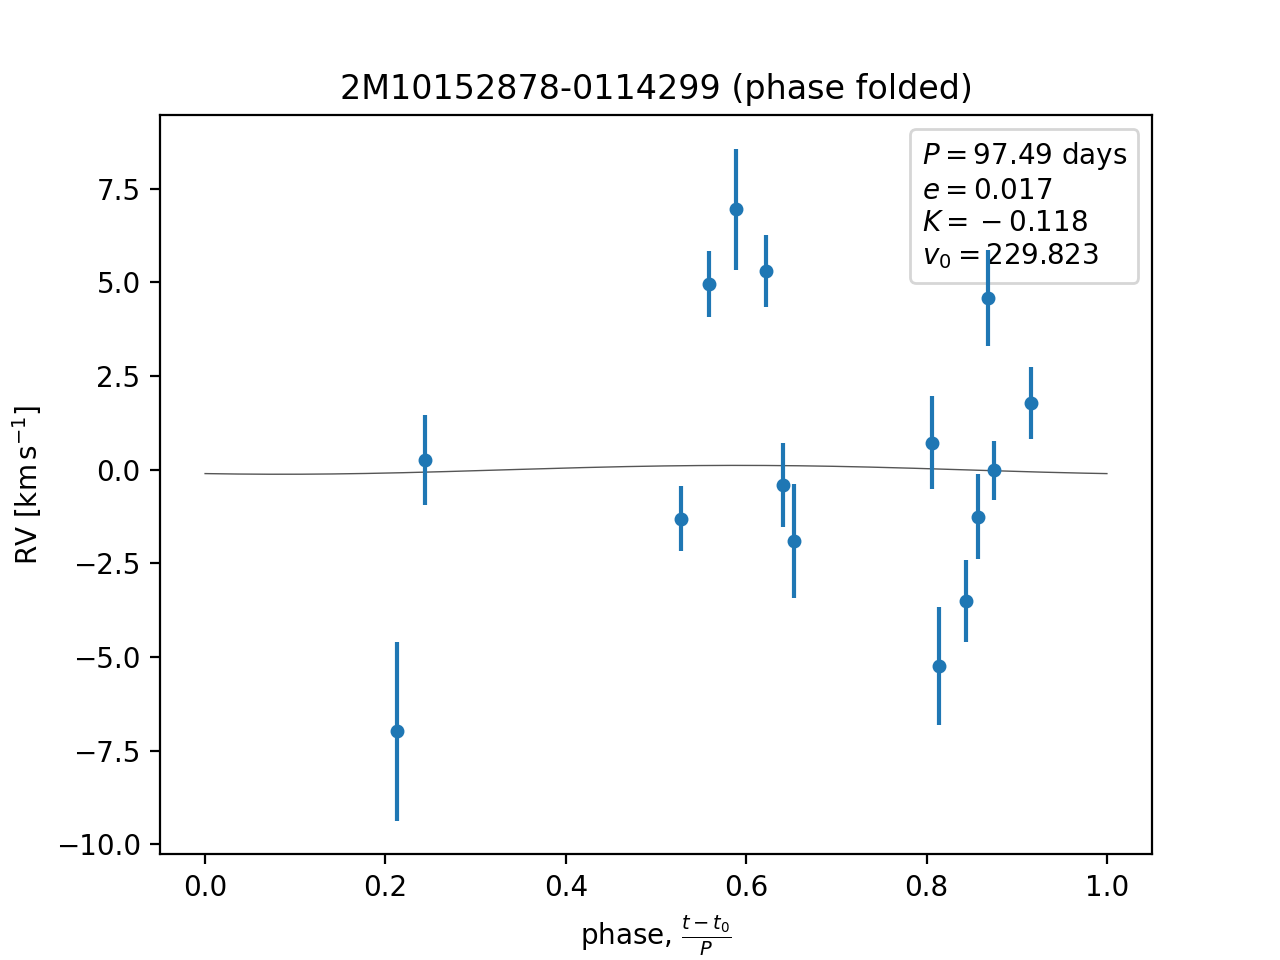 2M10152878-0114299 (phase folded)
P = 97.49 days
e = 0.017
K = −0.118
v₀ = 229.823
7.5
5.0
2.5
0.0
−2.5
−5.0
−7.5
−10.0
RV [km s⁻¹]
0.0 0.2 0.4 0.6 0.8 1.0
phase, (t − t₀)/P